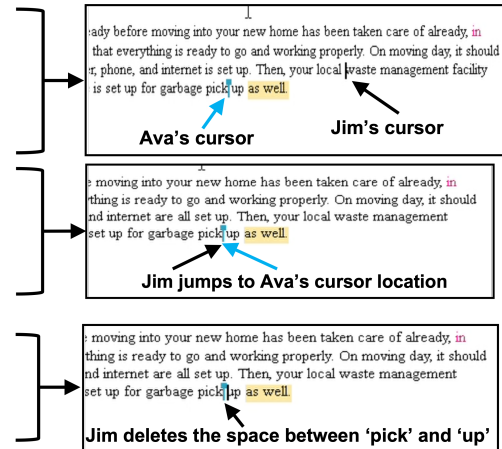 ady before moving into your new home has been taken care of already, in
that everything is ready to go and working properly. On moving day, it should
er, phone, and internet is set up. Then, your local waste management facility
is set up for garbage pick up as well.
Ava's cursor
Jim's cursor
e moving into your new home has been taken care of already, in
thing is ready to go and working properly. On moving day, it should
nd internet are all set up. Then, your local waste management
set up for garbage pick up as well.
Jim jumps to Ava's cursor location
moving into your new home has been taken care of already, in
thing is ready to go and working properly. On moving day, it should
nd internet are all set up. Then, your local waste management
set up for garbage pick up as well.
Jim deletes the space between 'pick' and 'up'